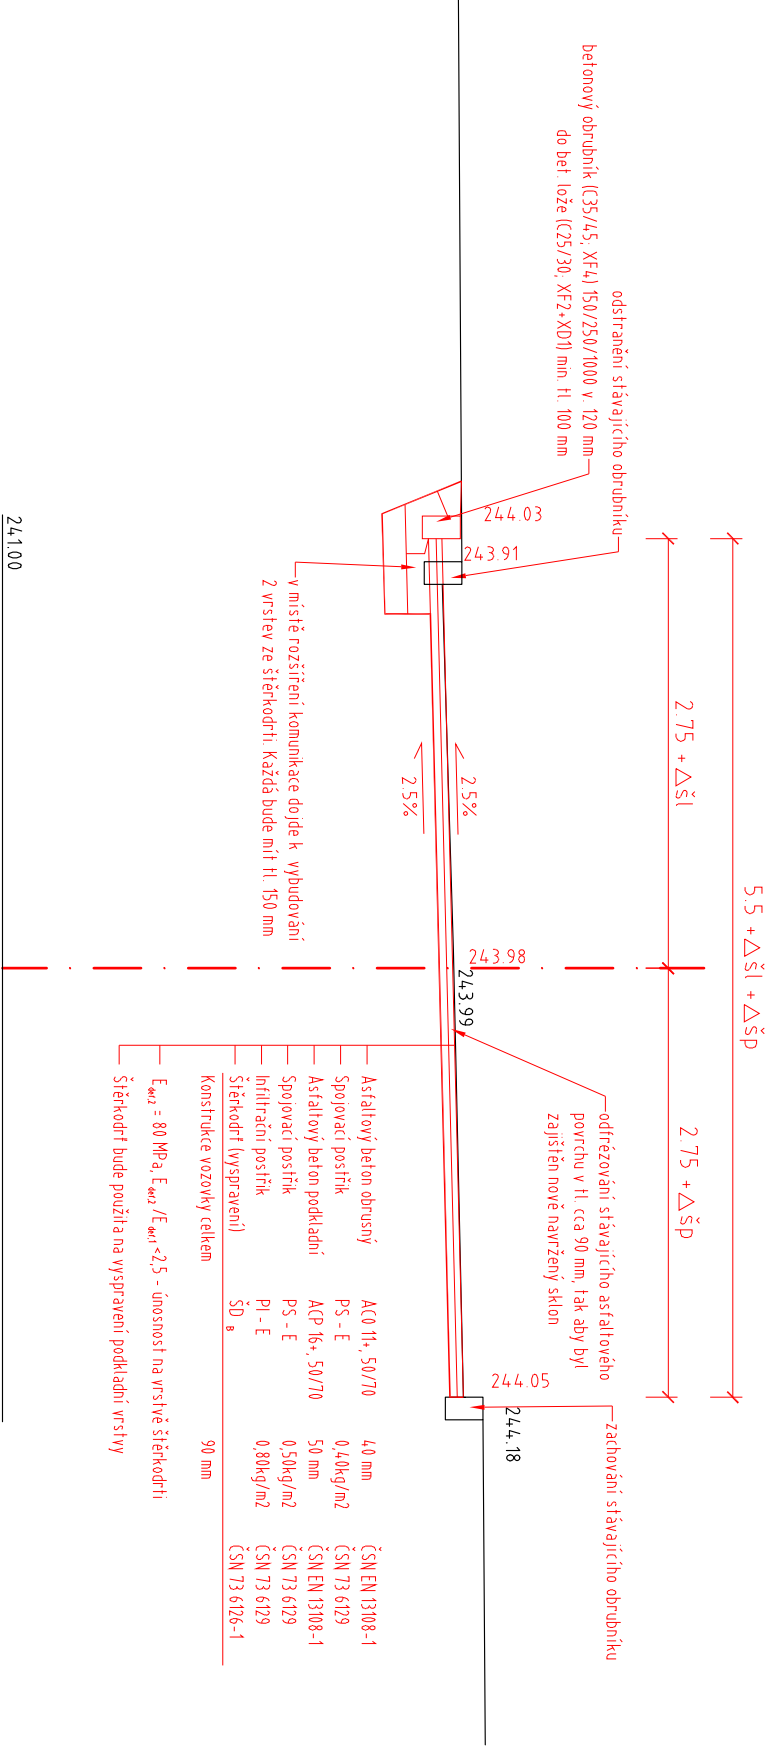 5.5 +△šl +△šp
2.75 +△šl
2.75 +△šp
odstranění stávajícího obrubníku
betonový obrubník (C35/45; XF4) 150/250/1000 v. 120 mm
do bet. lože (C25/30; XF2+XD1) min. tl. 100 mm
zachování stávajícího obrubníku
odfrézování stávajícího asfaltového
povrchu v tl. cca 90 mm, tak aby byl
zajištěn nově navržený sklon
244.03
243.91
243.98
243.99
244.05
244.18
2.5%
2.5%
v místě rozšíření komunikace dojde k vybudování
2 vrstev ze štěrkodrti. Každá bude mít tl. 150 mm
Asfaltový beton obrusný ACO 11+, 50/70 40 mm ČSN EN 13108-1
Spojovací postřik PS - E 0,40kg/m2 ČSN 73 6129
Asfaltový beton podkladní ACP 16+, 50/70 50 mm ČSN EN 13108-1
Spojovací postřik PS - E 0,50kg/m2 ČSN 73 6129
Infiltrační postřik PI - E 0,80kg/m2 ČSN 73 6129
Štěrkodrť (vyspravení) ŠD B ČSN 73 6126-1
Konstrukce vozovky celkem 90 mm
E def,2 = 80 MPa, E def,2 /E def,1 <2,5 - únosnost na vrstvě štěrkodrti
Štěrkodrť bude použita na vyspravení podkladní vrstvy
241.00